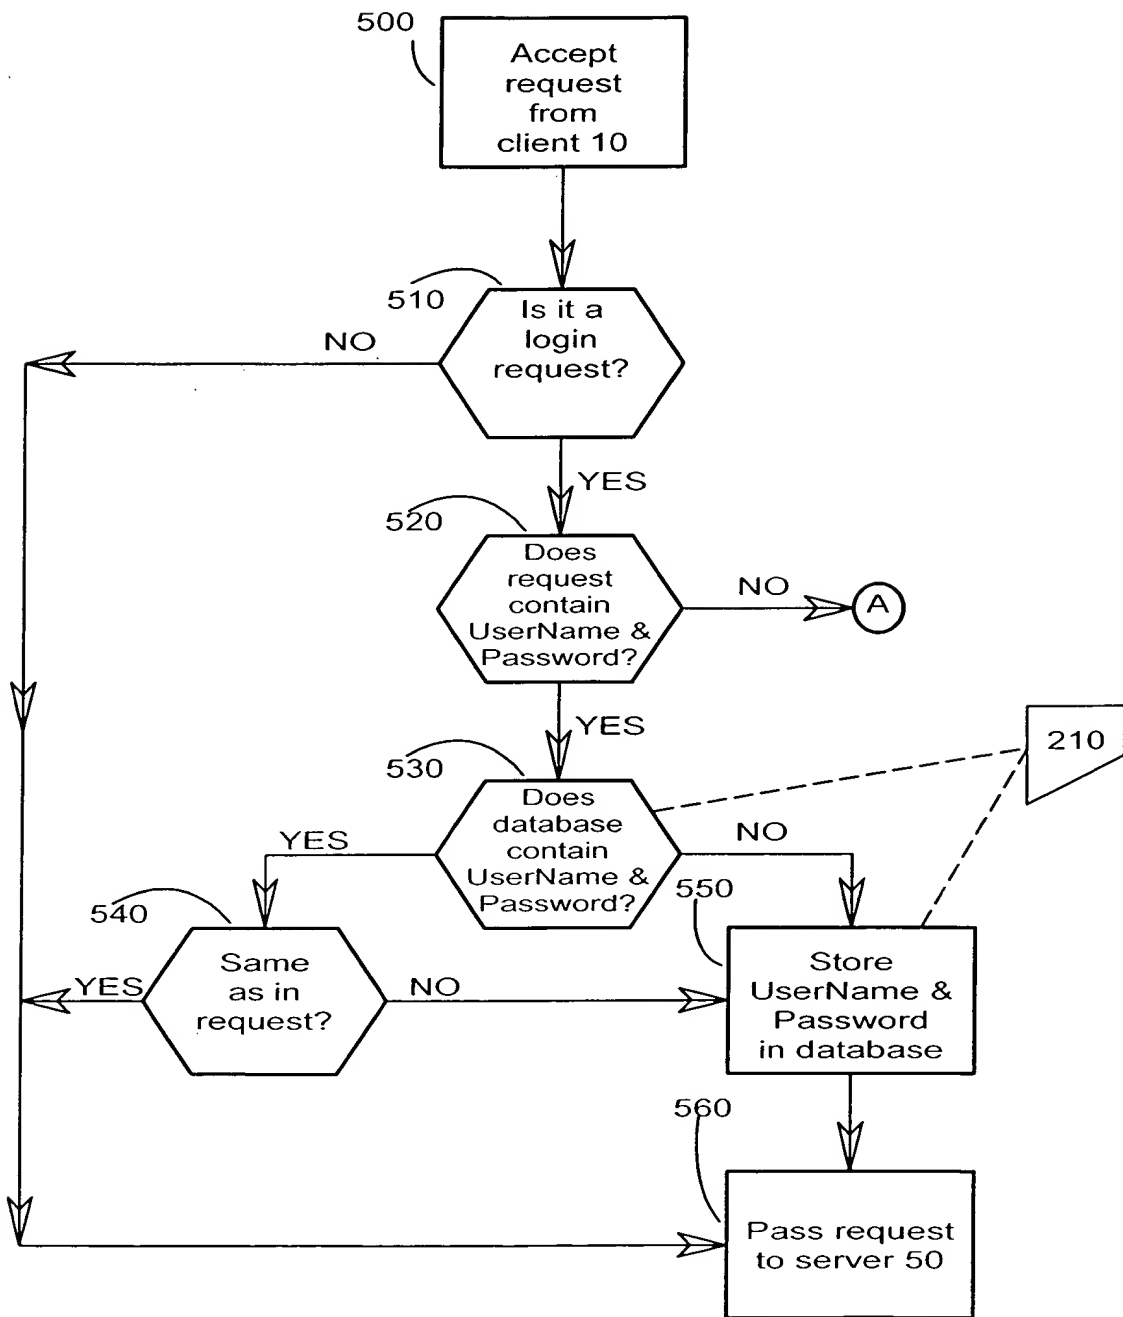 500
Accept
request
from
client 10
510
Is it a
login
request?
NO
YES
520
Does
request
contain
UserName &
Password?
NO
A
YES
530
Does
database
contain
UserName &
Password?
210
YES
NO
540
Same
as in
request?
YES
NO
550
Store
UserName &
Password
in database
560
Pass request
to server 50